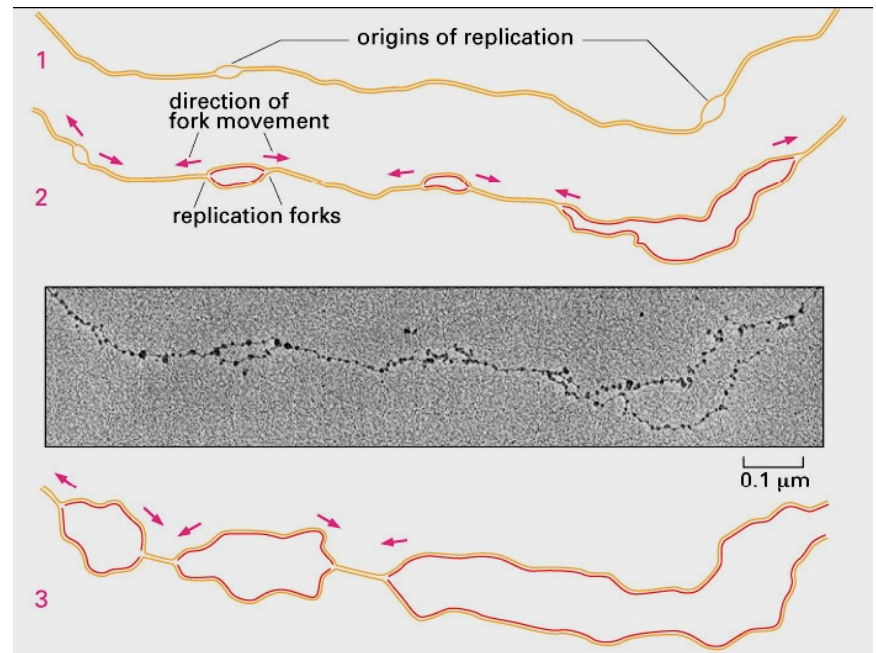 origins of replication
1
direction of
fork movement
2
replication forks
0.1 μm
3